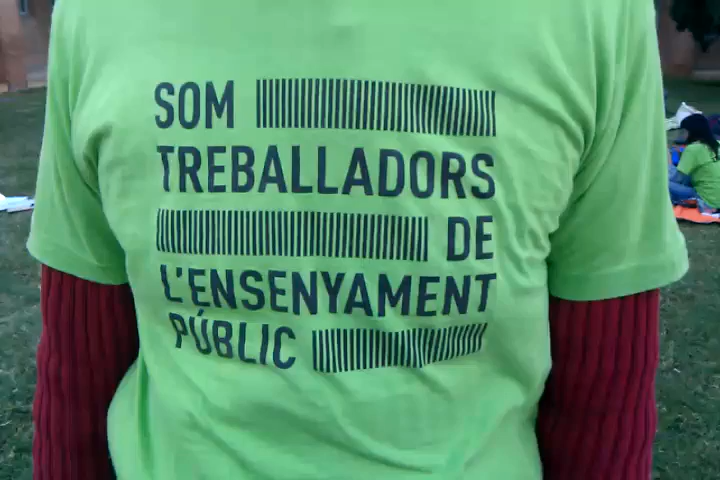 SOM
TREBALLADORS
DE
L'ENSENYAMENT
PÚBLIC